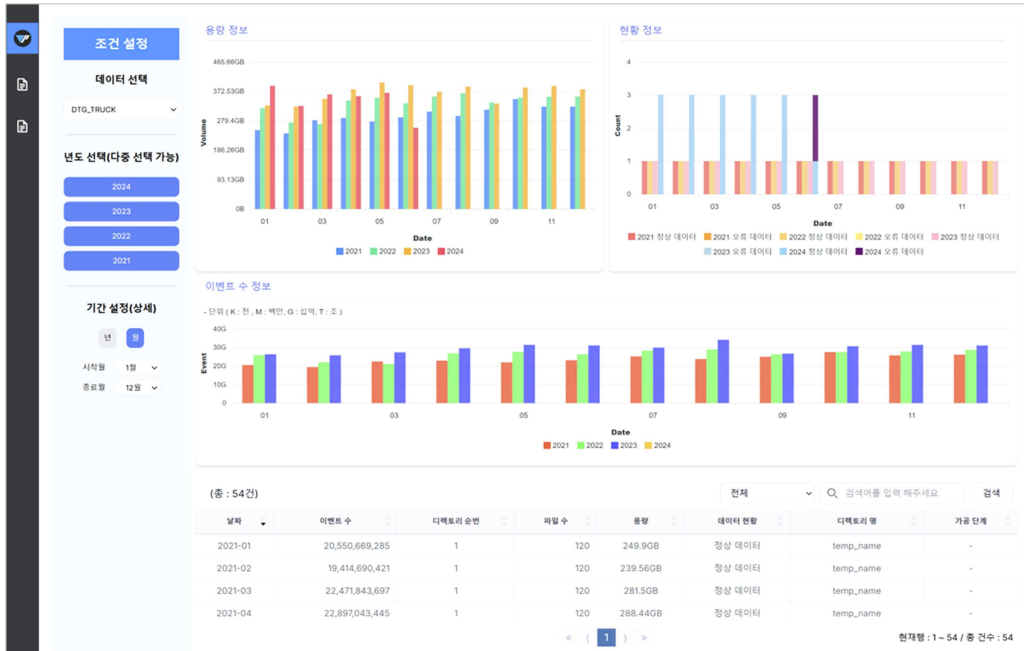 조건 설정
데이터 선택
DTG_TRUCK
년도 선택(다중 선택 가능)
2024
2023
2022
2021
기간 설정(상세)
년 월
시작월 1월
종료월 12월
용량 정보
465.66GB
372.53GB
279.4GB
186.26GB
93.13GB
0B
Volume
01 03 05 07 09 11
Date
2021 2022 2023 2024
현황 정보
4
3
2
1
0
Count
01 03 05 07 09 11
Date
2021 정상 데이터 2021 오류 데이터 2022 정상 데이터 2022 오류 데이터 2023 정상 데이터
2023 오류 데이터 2024 정상 데이터 2024 오류 데이터
이벤트 수 정보
- 단위 ( K : 천 , M : 백만, G : 십억, T : 조 )
40G
30G
20G
10G
0
Event
01 03 05 07 09 11
Date
2021 2022 2023 2024
(총 : 54건)
전체 검색어를 입력 해주세요 검색
날짜 이벤트 수 디렉토리 순번 파일 수 용량 데이터 현황 디렉토리 명 가공 단계
2021-01 20,550,669,285 1 120 249.9GB 정상 데이터 temp_name -
2021-02 19,414,690,421 1 120 239.56GB 정상 데이터 temp_name -
2021-03 22,471,843,697 1 120 281.5GB 정상 데이터 temp_name -
2021-04 22,897,043,445 1 120 288.44GB 정상 데이터 temp_name -
« ⟨ 1 ⟩ »
현재행 : 1 ~ 54 / 총 건수 : 54